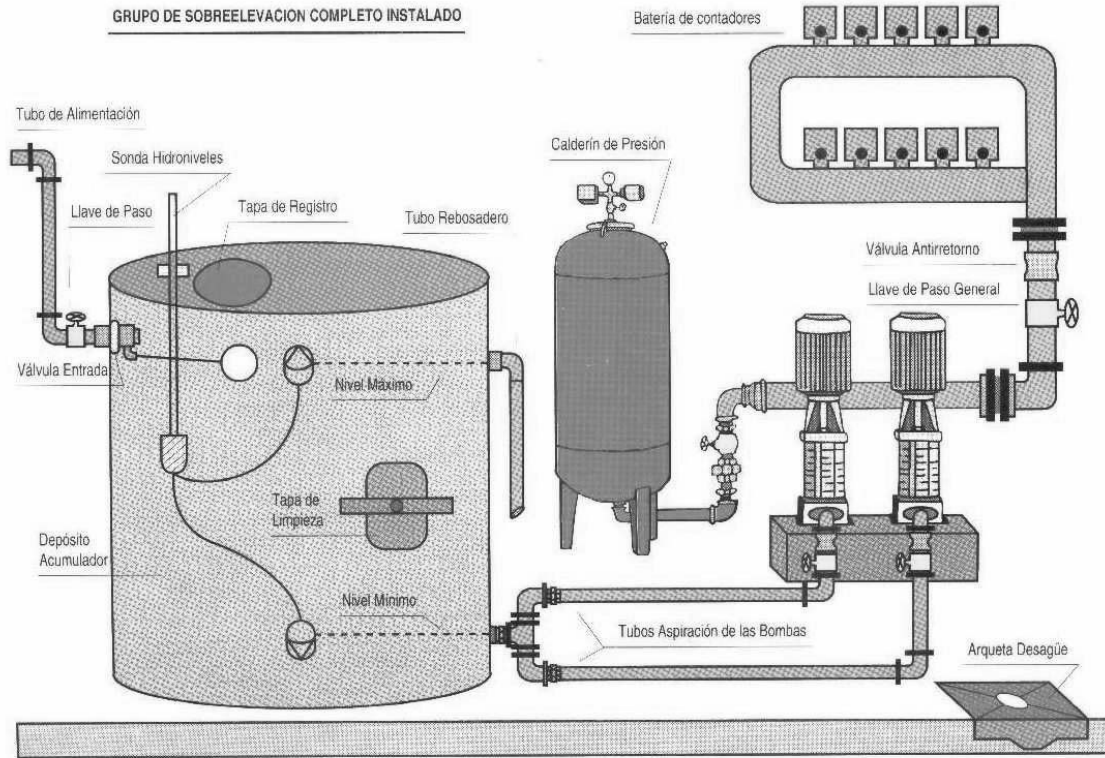 GRUPO DE SOBREELEVACION COMPLETO INSTALADO
Batería de contadores
Tubo de Alimentación
Sonda Hidroniveles
Calderín de Presión
Llave de Paso
Tapa de Registro
Tubo Rebosadero
Válvula Antirretorno
Llave de Paso General
Válvula Entrada
Nivel Máximo
Tapa de
Limpieza
Depósito
Acumulador
Nivel Minimo
Tubos Aspiración de las Bombas
Arqueta Desagüe